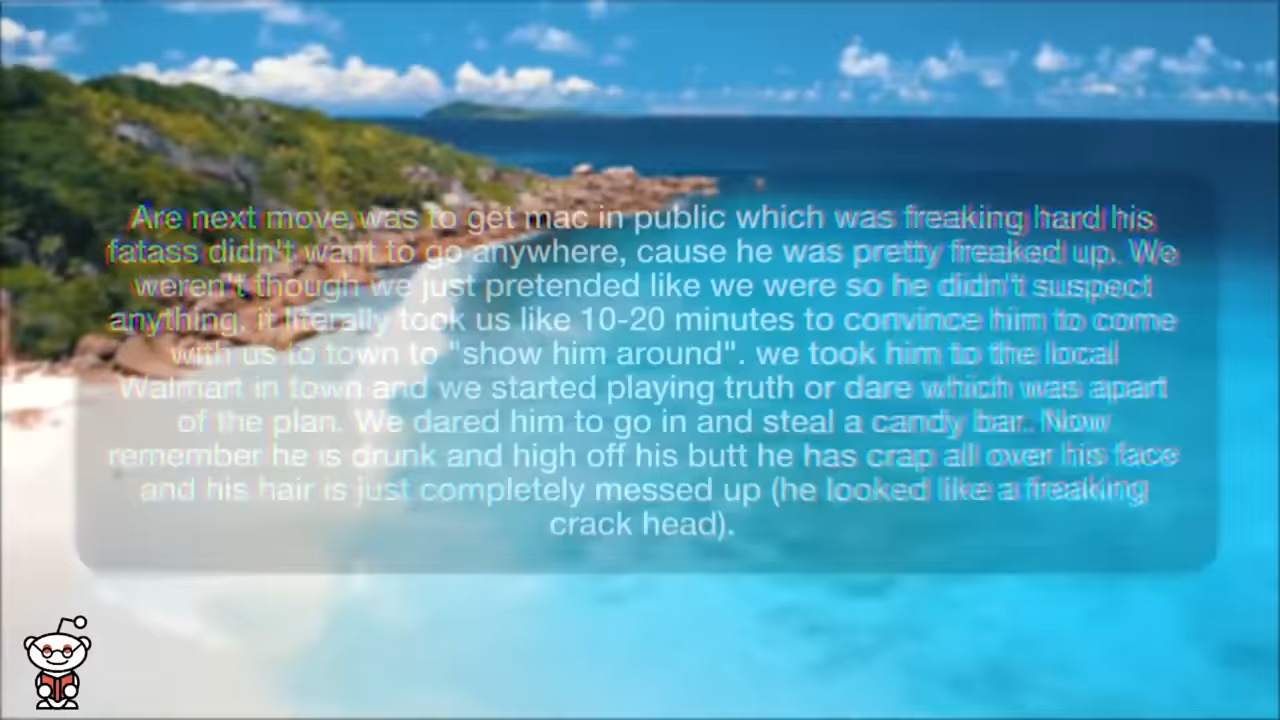 Are next move was to get mac in public which was freaking hard his
fatass didn't want to go anywhere, cause he was pretty freaked up. We
weren't though we just pretended like we were so he didn't suspect
anything, it literally took us like 10-20 minutes to convince him to come
with us to town to "show him around". we took him to the local
Walmart in town and we started playing truth or dare which was apart
of the plan. We dared him to go in and steal a candy bar. Now
remember he is drunk and high off his butt he has crap all over his face
and his hair is just completely messed up (he looked like a freaking
crack head).